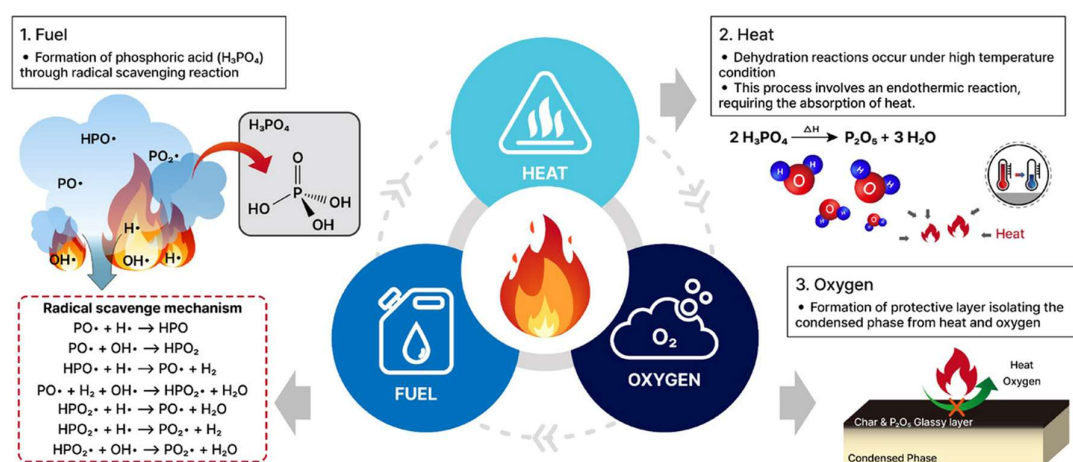 1. Fuel
• Formation of phosphoric acid (H₃PO₄)
through radical scavenging reaction
HPO•
PO₂•
PO•
H•
OH•
OH•
H•
H₃PO₄
O
P
HO
OH
OH
Radical scavenge mechanism
PO• + H• → HPO
PO• + OH• → HPO₂
HPO• + H• → PO• + H₂
PO• + H₂ + OH• → HPO₂• + H₂O
HPO₂• + H• → PO• + H₂O
HPO₂• + H• → PO₂• + H₂
HPO₂• + OH• → PO₂• + H₂O
HEAT
FUEL
O₂
OXYGEN
2. Heat
• Dehydration reactions occur under high temperature
condition
• This process involves an endothermic reaction,
requiring the absorption of heat.
2 H₃PO₄ ΔH→ P₂O₅ + 3 H₂O
H
H
O
H
H
O
H
H
O
H
H
O
Heat
3. Oxygen
• Formation of protective layer isolating the
condensed phase from heat and oxygen
Heat
Oxygen
Char & P₂O₅ Glassy layer
Condensed Phase